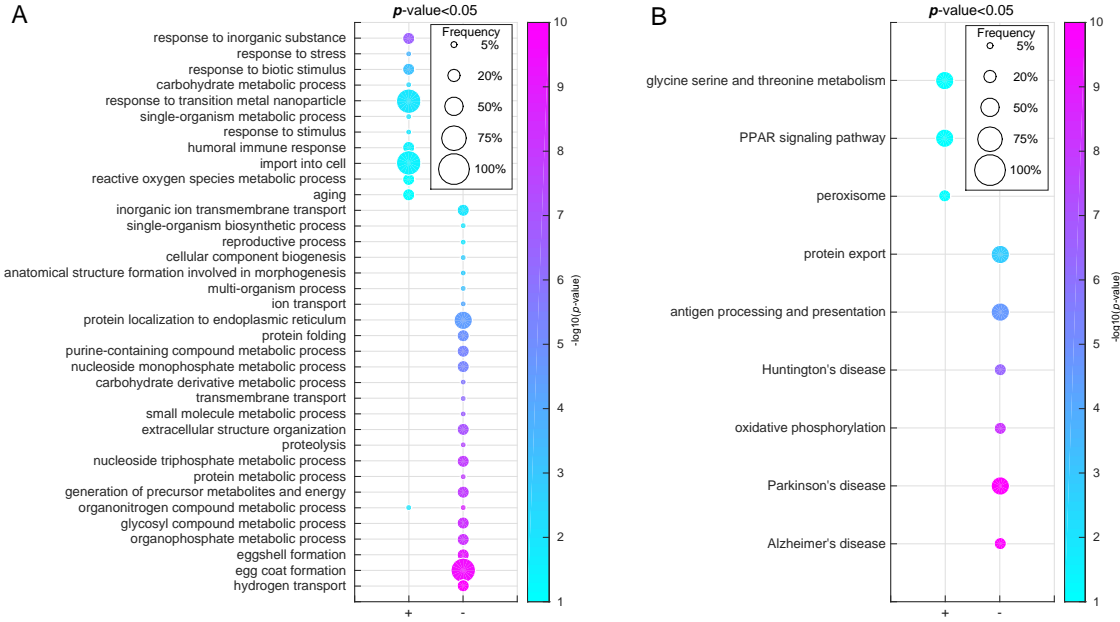 A
p-value<0.05
response to inorganic substance
response to stress
response to biotic stimulus
carbohydrate metabolic process
response to transition metal nanoparticle
single-organism metabolic process
response to stimulus
humoral immune response
import into cell
reactive oxygen species metabolic process
aging
inorganic ion transmembrane transport
single-organism biosynthetic process
reproductive process
cellular component biogenesis
anatomical structure formation involved in morphogenesis
multi-organism process
ion transport
protein localization to endoplasmic reticulum
protein folding
purine-containing compound metabolic process
nucleoside monophosphate metabolic process
carbohydrate derivative metabolic process
transmembrane transport
small molecule metabolic process
extracellular structure organization
proteolysis
nucleoside triphosphate metabolic process
protein metabolic process
generation of precursor metabolites and energy
organonitrogen compound metabolic process
glycosyl compound metabolic process
organophosphate metabolic process
eggshell formation
egg coat formation
hydrogen transport
+
-
Frequency
5%
20%
50%
75%
100%
10
9
8
7
6
5
4
3
2
1
-log10(p-value)
B
p-value<0.05
glycine serine and threonine metabolism
PPAR signaling pathway
peroxisome
protein export
antigen processing and presentation
Huntington's disease
oxidative phosphorylation
Parkinson's disease
Alzheimer's disease
+
-
Frequency
5%
20%
50%
75%
100%
10
9
8
7
6
5
4
3
2
1
-log10(p-value)